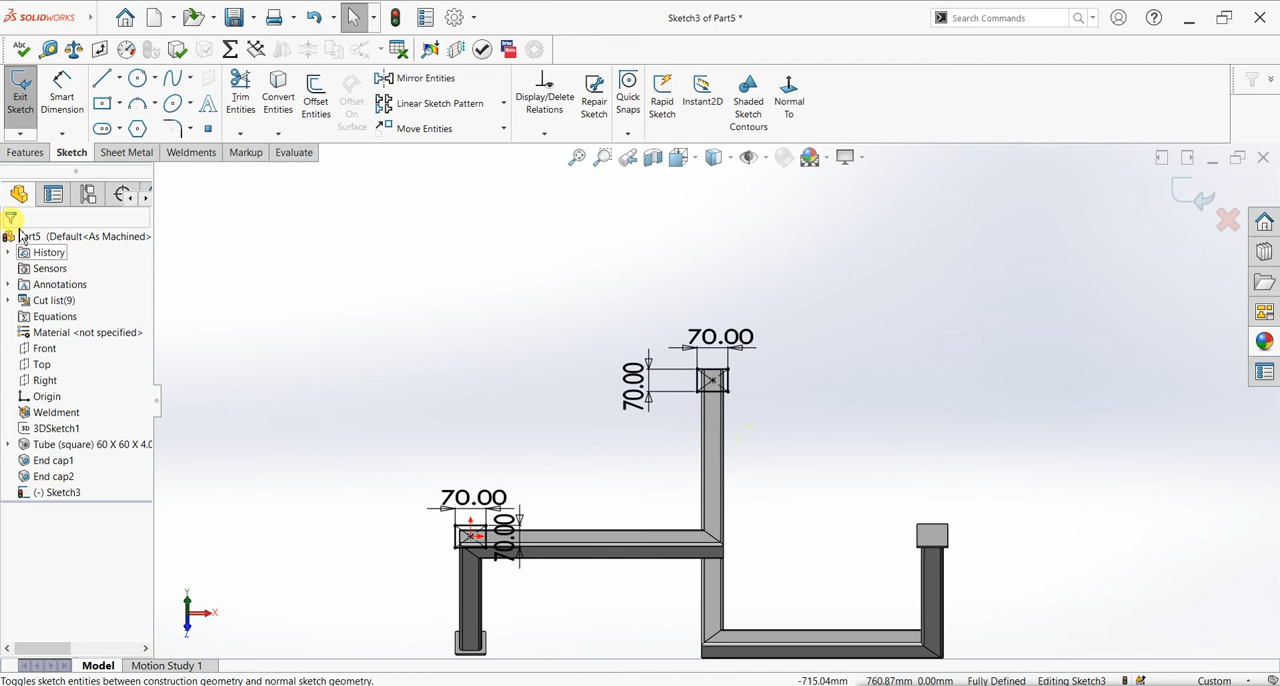 SOLIDWORKS
Sketch3 of Part5 *
Search Commands
Exit Sketch
Smart Dimension
Trim Entities
Convert Entities
Offset Entities
Offset On Surface
Mirror Entities
Linear Sketch Pattern
Move Entities
Display/Delete Relations
Repair Sketch
Quick Snaps
Rapid Sketch
Instant2D
Shaded Sketch Contours
Normal To
Features
Sketch
Sheet Metal
Weldments
Markup
Evaluate
art5 (Default<As Machined>
History
Sensors
Annotations
Cut list(9)
Equations
Material <not specified>
Front
Top
Right
Origin
Weldment
3D 3DSketch1
Tube (square) 60 X 60 X 4.0
End cap1
End cap2
(-) Sketch3
70.00
70.00
70.00
70.00
Y
X
Z
Model
Motion Study 1
Toggles sketch entities between construction geometry and normal sketch geometry.
-715.04mm
760.87mm
0.00mm
Fully Defined
Editing Sketch3
Custom